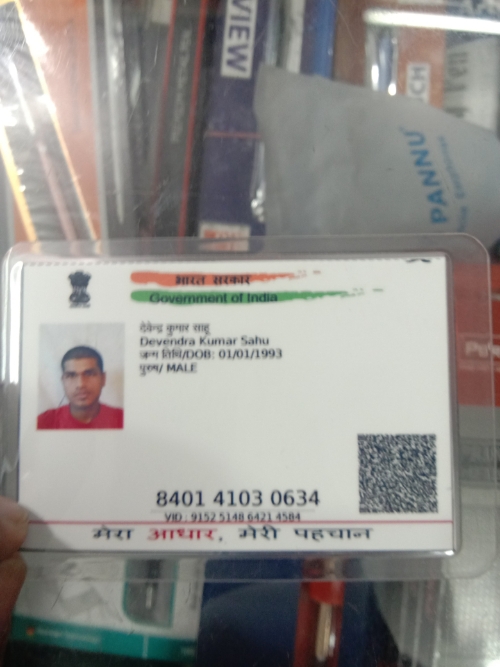 VIEW
PANNU
भारत सरकार
Government of India
देवेन्द्र कुमार साहू
Devendra Kumar Sahu
जन्म तिथि/DOB: 01/01/1993
पुरुष/ MALE
8401 4103 0634
VID : 9152 5148 6421 4584
मेरा आधार, मेरी पहचान